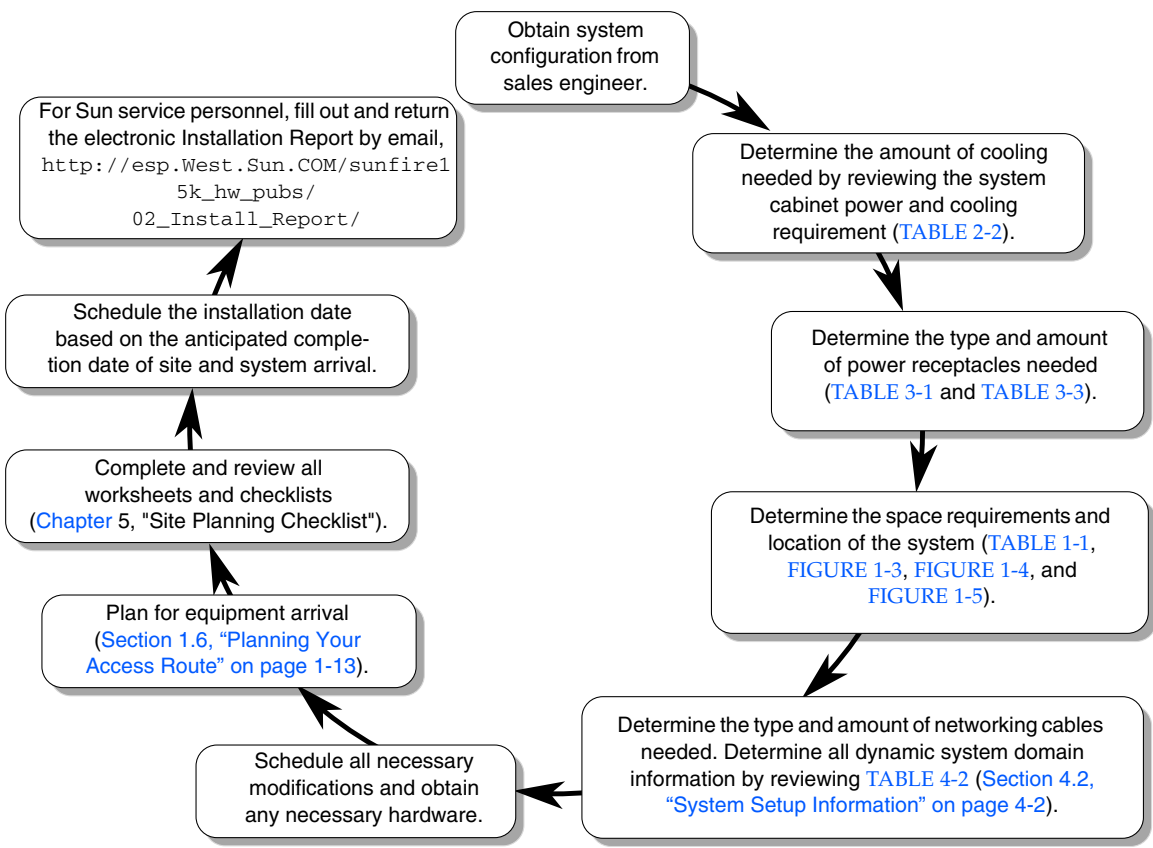 Obtain system
configuration from
sales engineer.
Determine the amount of cooling
needed by reviewing the system
cabinet power and cooling
requirement (TABLE 2-2).
Determine the type and amount
of power receptacles needed
(TABLE 3-1 and TABLE 3-3).
Determine the space requirements and
location of the system (TABLE 1-1,
FIGURE 1-3, FIGURE 1-4, and
FIGURE 1-5).
Determine the type and amount of networking cables
needed. Determine all dynamic system domain
information by reviewing TABLE 4-2 (Section 4.2,
“System Setup Information” on page 4-2).
Schedule all necessary
modifications and obtain
any necessary hardware.
Plan for equipment arrival
(Section 1.6, “Planning Your
Access Route” on page 1-13).
Complete and review all
worksheets and checklists
(Chapter 5, "Site Planning Checklist").
Schedule the installation date
based on the anticipated comple-
tion date of site and system arrival.
For Sun service personnel, fill out and return
the electronic Installation Report by email,
http://esp.West.Sun.COM/sunfire1
5k_hw_pubs/
02_Install_Report/